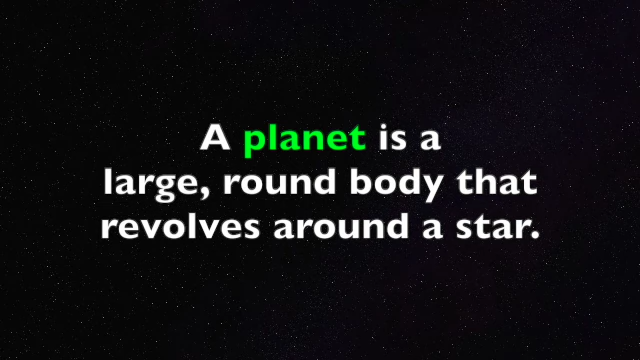 A planet is a
large, round body that
revolves around a star.